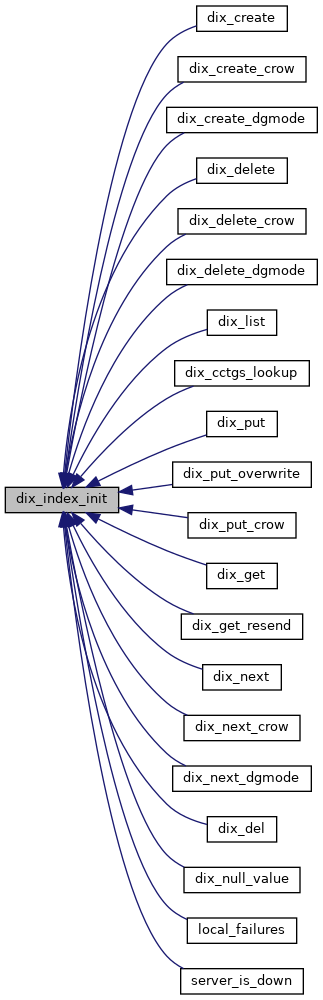 dix_create
dix_create_crow
dix_create_dgmode
dix_delete
dix_delete_crow
dix_delete_dgmode
dix_list
dix_cctgs_lookup
dix_put
dix_put_overwrite
dix_index_init
dix_put_crow
dix_get
dix_get_resend
dix_next
dix_next_crow
dix_next_dgmode
dix_del
dix_null_value
local_failures
server_is_down